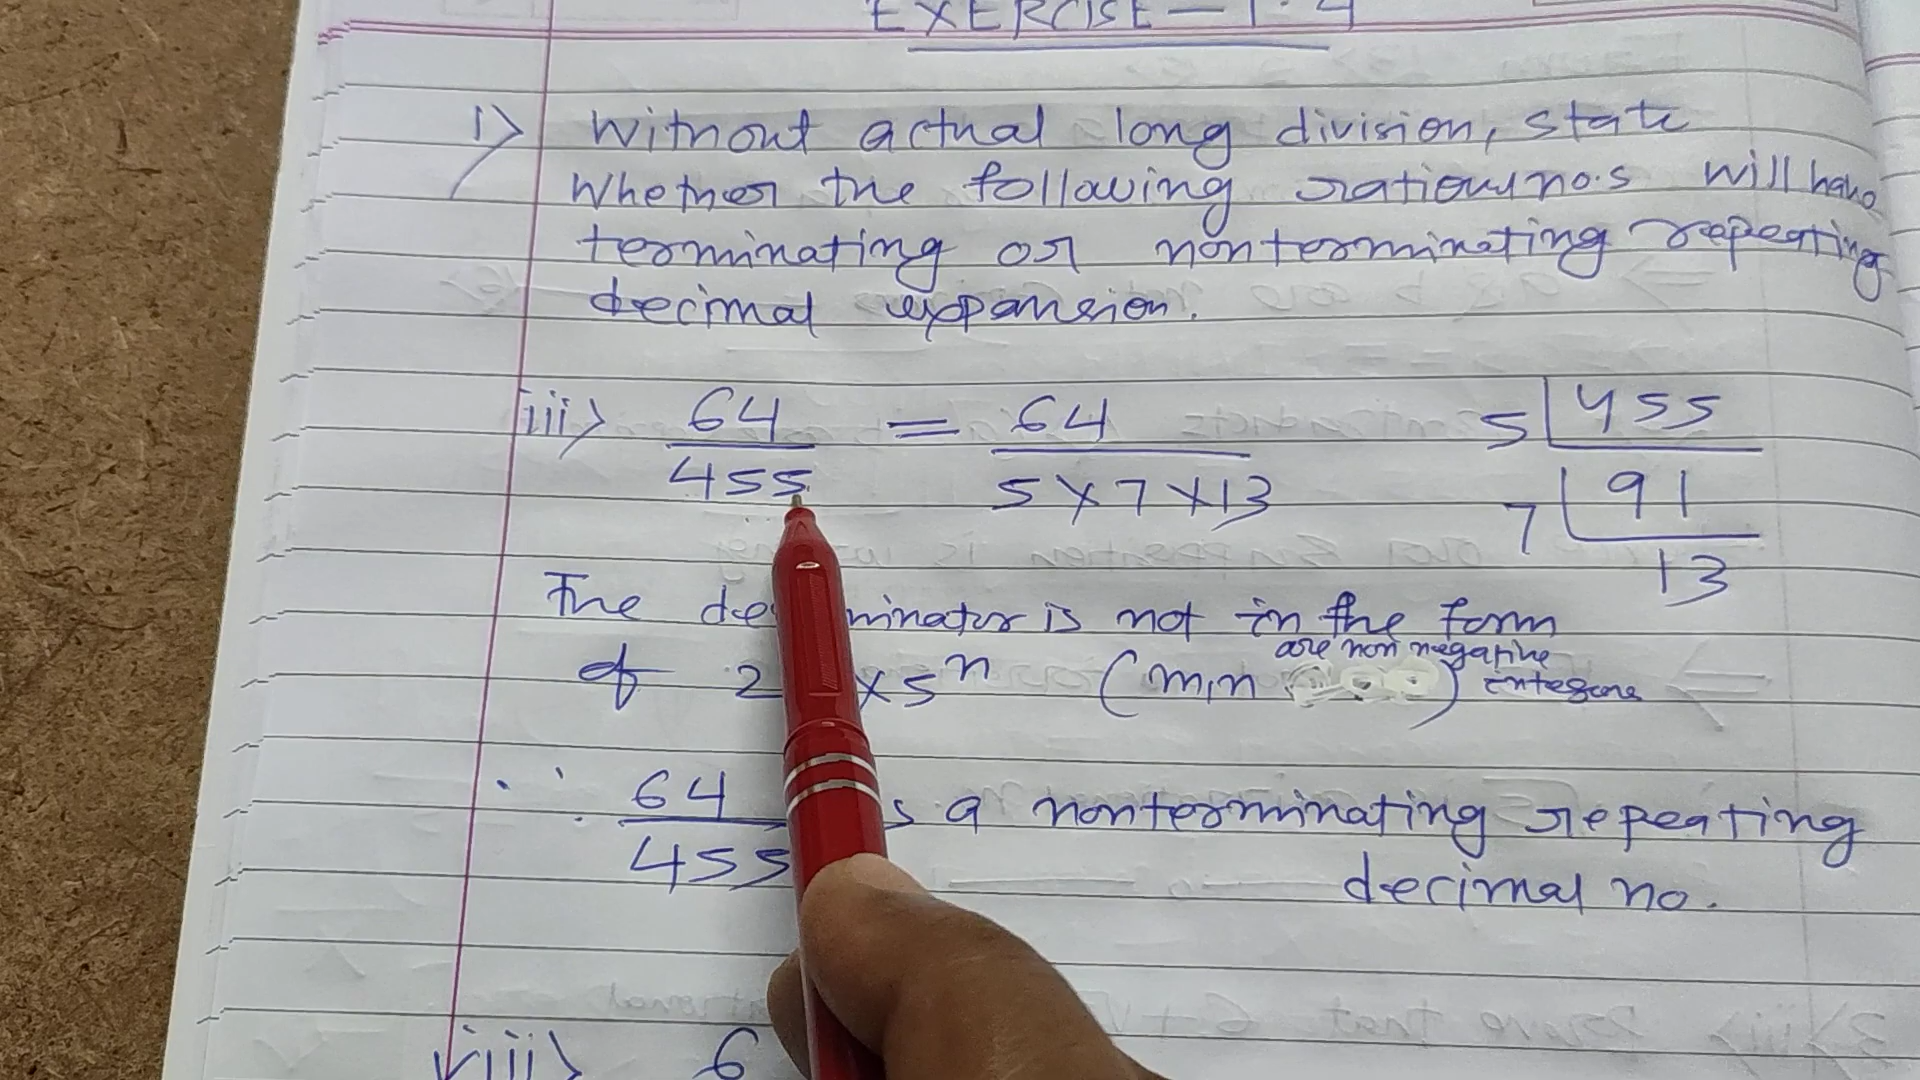 EXERCISE - 1.4
1) Without actual long division, state
Whether the following rational no.s will have
terminating or nonterminating repeating
decimal expansion.
iii) 64/455 = 64/5×7×13
5 | 455
7 | 91
13
The de minator is not in the form
of 2 ×5ⁿ (m,n are non negative integers)
∴ 64/455 s a nonterminating repeating
decimal no.
viii) 6